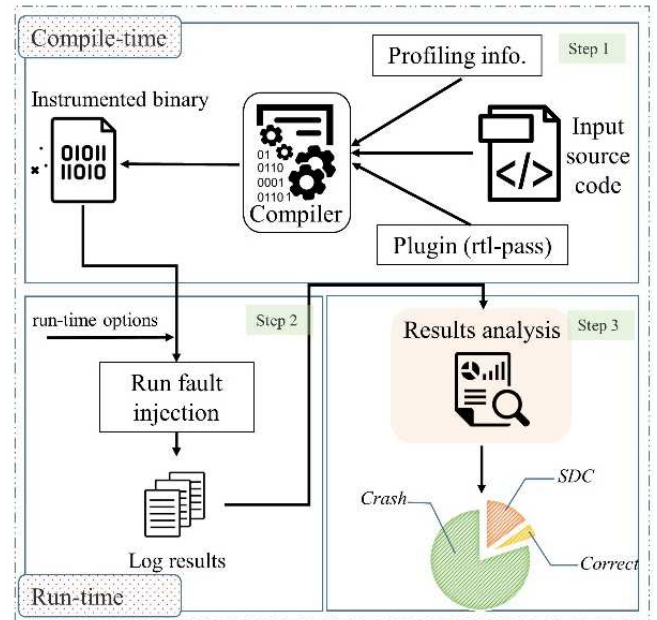 Compile-time
Step 1
Profiling info.
Instrumented binary
01011
11010
01
0110
0001
01101
Compiler
</>
Input
source
code
Plugin (rtl-pass)
run-time options
Step 2
Run fault
injection
Log results
Step 3
Results analysis
SDC
Crash
Correct
Run-time